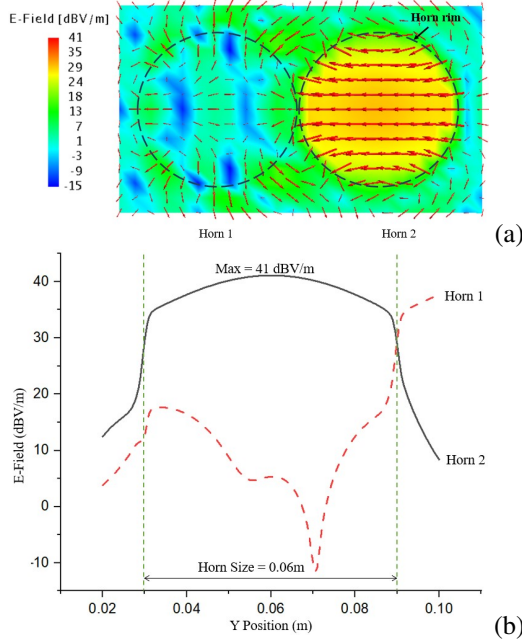 E-Field [dBV/m]
41
35
29
24
18
13
7
1
-4
-10
-15
Horn rim
Horn 1
Horn 2
(a)
Max = 41 dBV/m
Horn 1
Horn 2
Horn Size = 0.06m
E-Field (dBV/m)
40
30
20
10
0
-10
0.02
0.04
0.06
0.08
0.10
Y Position (m)
(b)